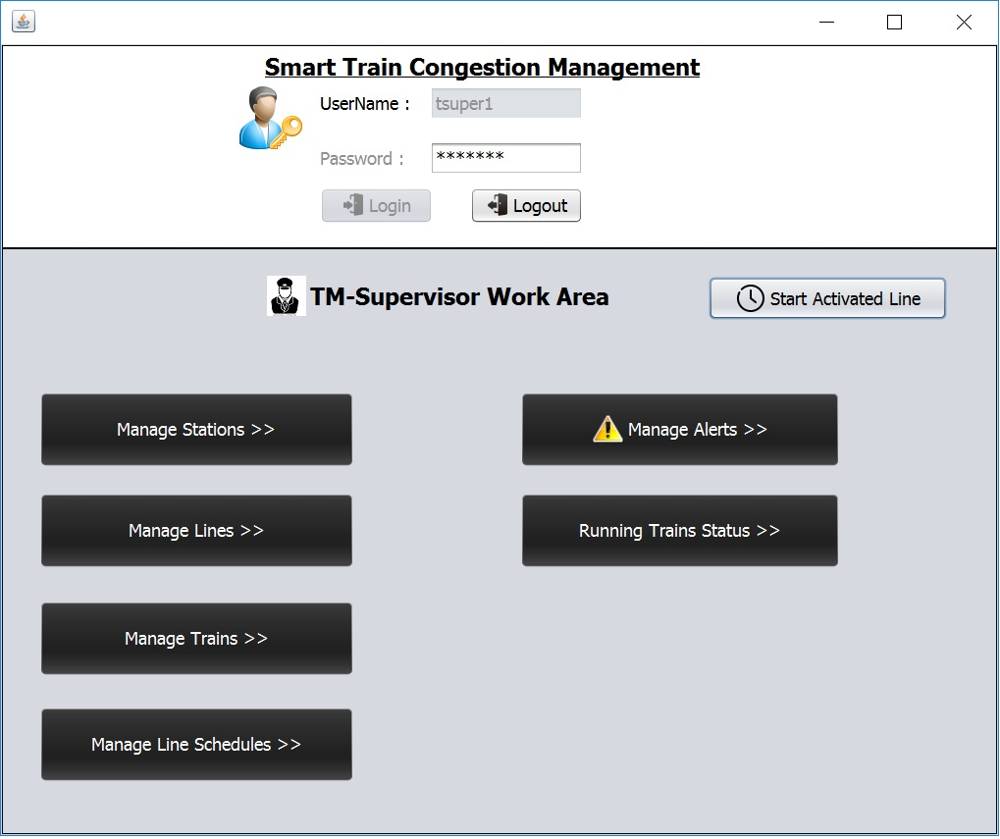 Smart Train Congestion Management
UserName : tsuper1
Password : *******
Login Logout
TM-Supervisor Work Area Start Activated Line
Manage Stations >> Manage Alerts >>
Manage Lines >> Running Trains Status >>
Manage Trains >>
Manage Line Schedules >>